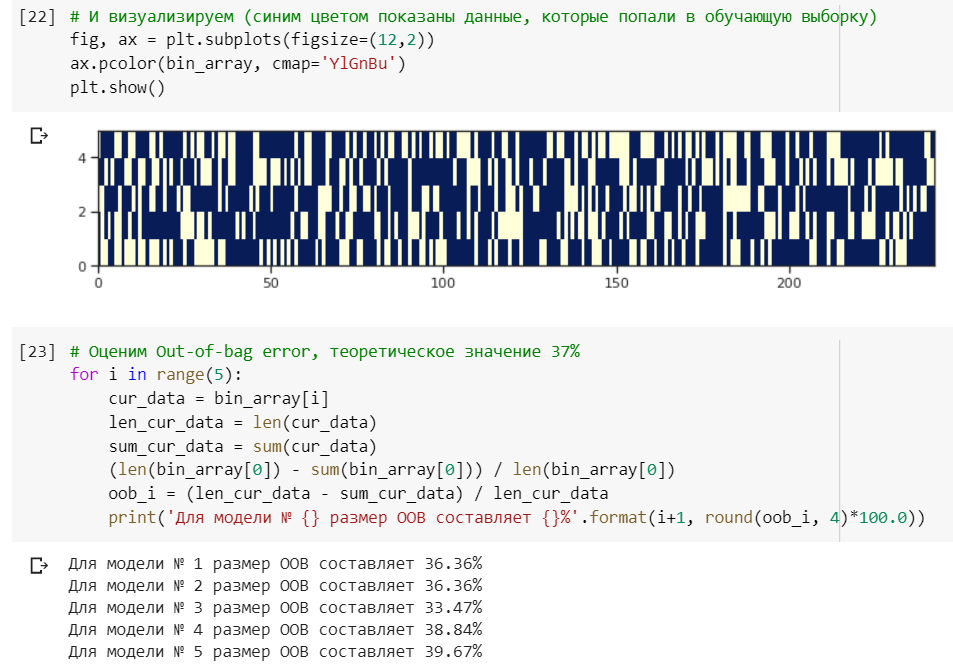 [22] # И визуализируем (синим цветом показаны данные, которые попали в обучающую выборку)
fig, ax = plt.subplots(figsize=(12,2))
ax.pcolor(bin_array, cmap='YlGnBu')
plt.show()
4
2
0
0 50 100 150 200
[23] # Оценим Out-of-bag error, теоретическое значение 37%
for i in range(5):
    cur_data = bin_array[i]
    len_cur_data = len(cur_data)
    sum_cur_data = sum(cur_data)
    (len(bin_array[0]) - sum(bin_array[0])) / len(bin_array[0])
    oob_i = (len_cur_data - sum_cur_data) / len_cur_data
    print('Для модели № {} размер OOB составляет {}%'.format(i+1, round(oob_i, 4)*100.0))
Для модели № 1 размер OOB составляет 36.36%
Для модели № 2 размер OOB составляет 36.36%
Для модели № 3 размер OOB составляет 33.47%
Для модели № 4 размер OOB составляет 38.84%
Для модели № 5 размер OOB составляет 39.67%